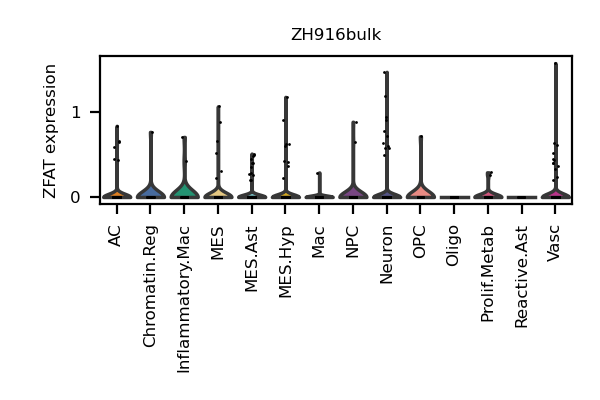 ZH916bulk
ZFAT expression
1
0
AC
Chromatin.Reg
Inflammatory.Mac
MES
MES.Ast
MES.Hyp
Mac
NPC
Neuron
OPC
Oligo
Prolif.Metab
Reactive.Ast
Vasc